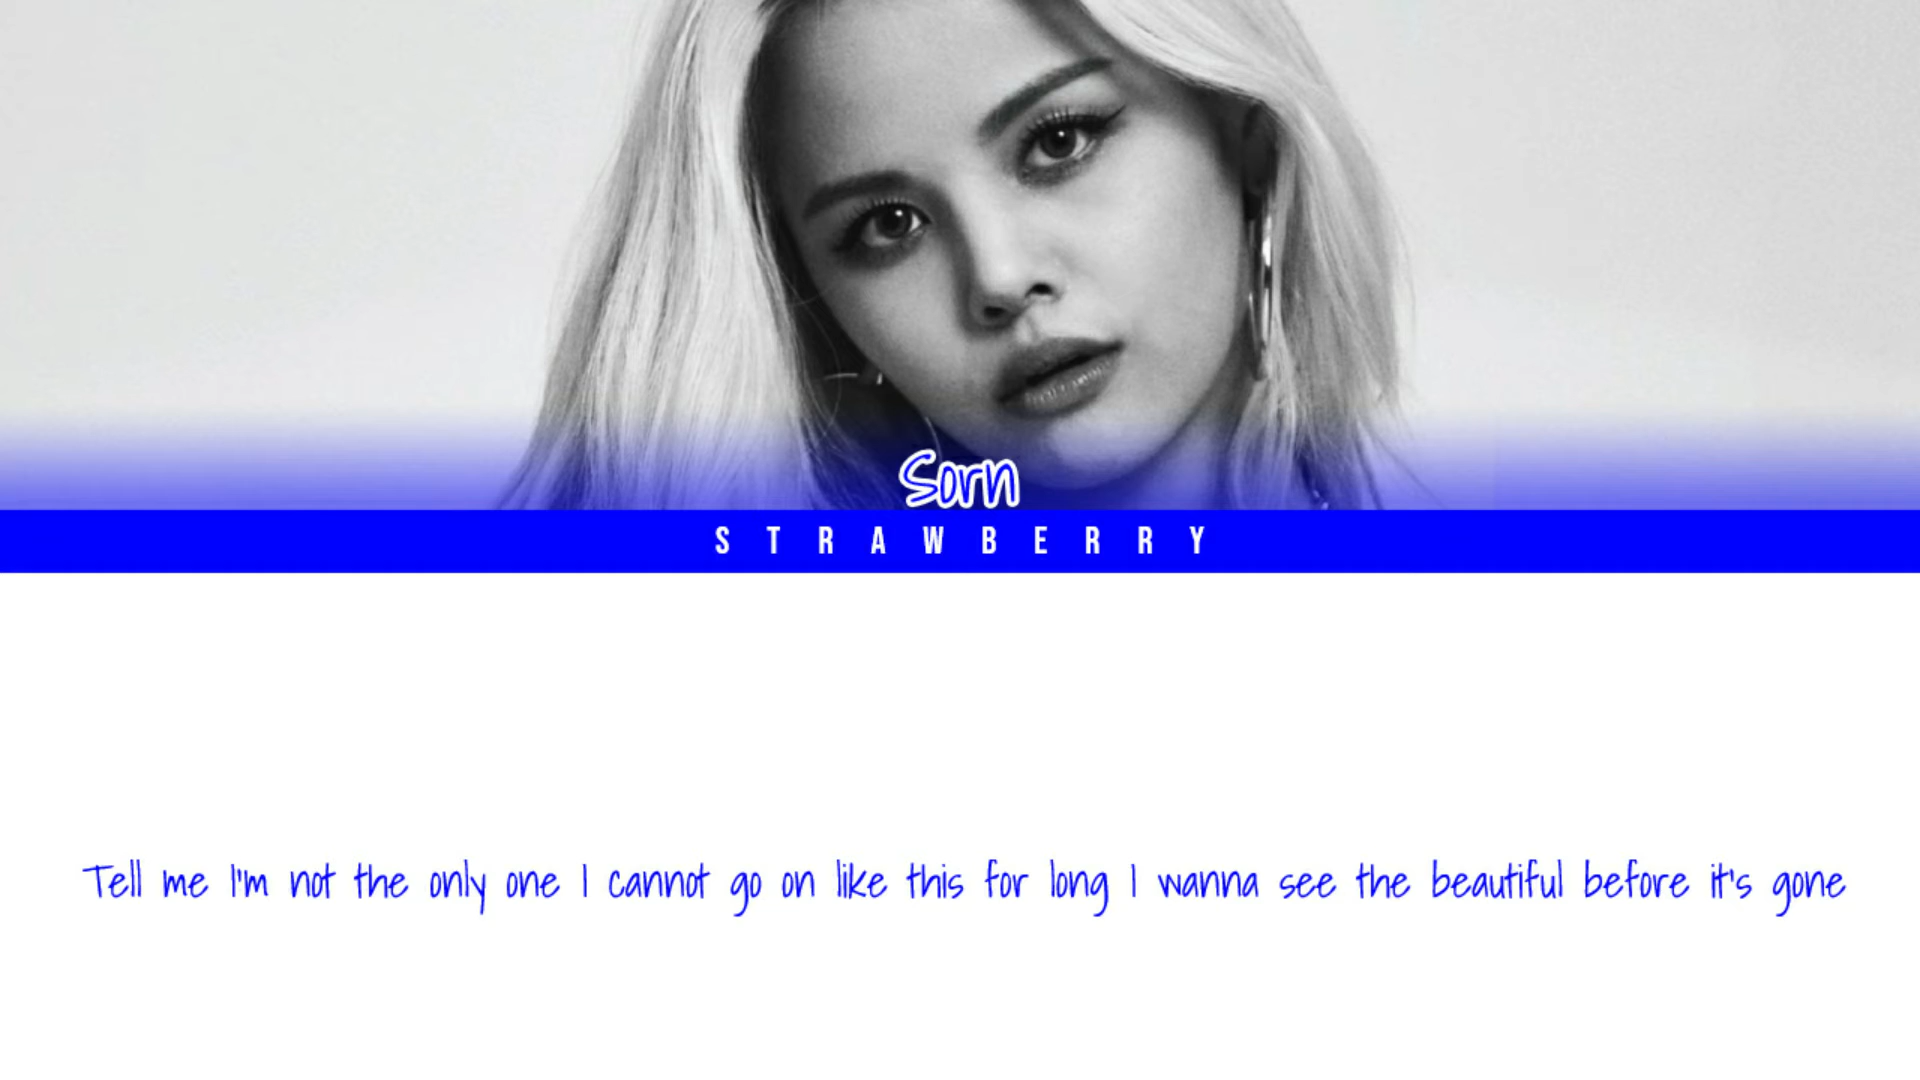 Sorn
STRAWBERRY
Tell me I'm not the only one I cannot go on like this for long I wanna see the beautiful before it's gone